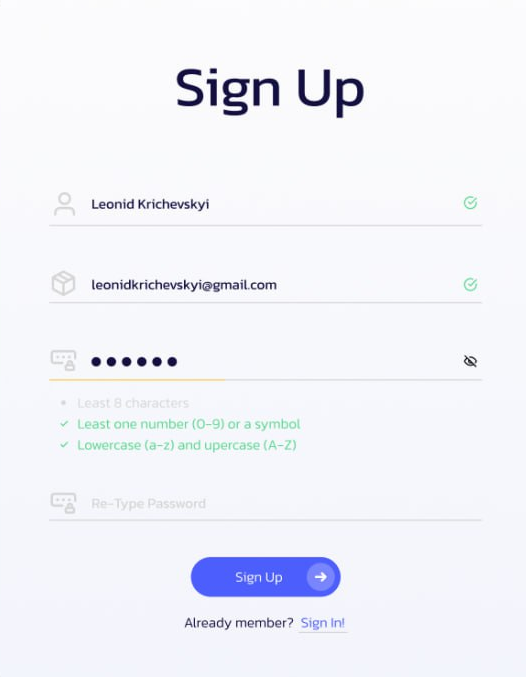 Sign Up
Leonid Krichevskyi
leonidkrichevskyi@gmail.com
●●●●●●
Least 8 characters
Least one number (0-9) or a symbol
Lowercase (a-z) and upercase (A-Z)
Re-Type Password
Sign Up
Already member? Sign In!